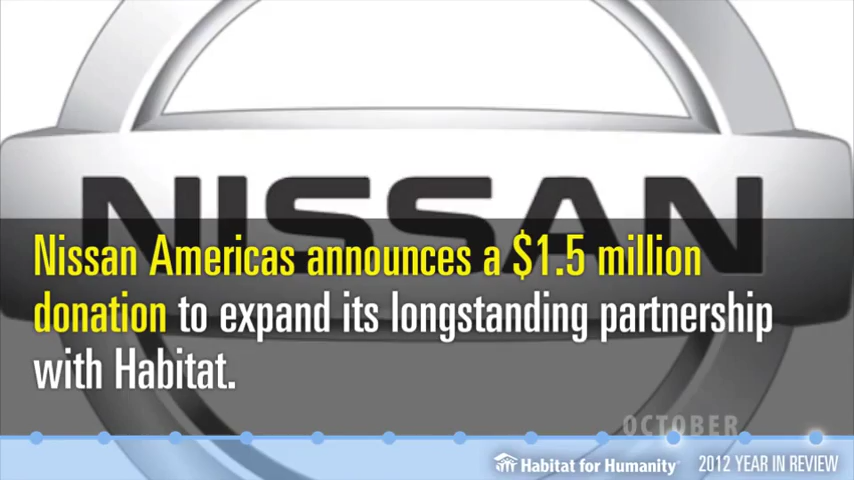 NISSAN
Nissan Americas announces a $1.5 million
donation to expand its longstanding partnership
with Habitat.
OCTOBER
Habitat for Humanity® 2012 YEAR IN REVIEW